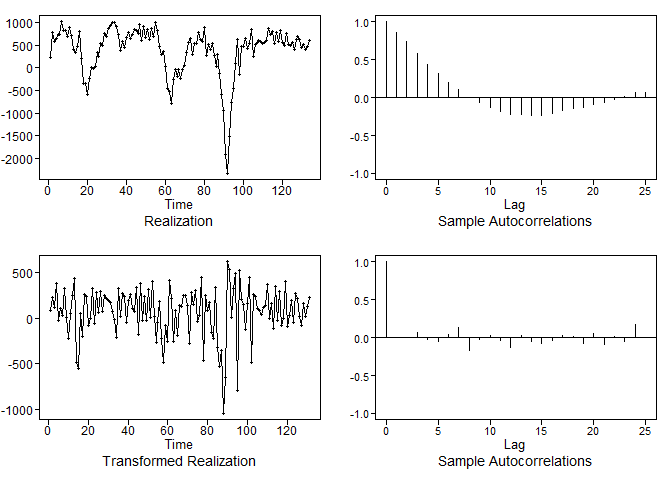 1000
500
0
-500
-1000
-1500
-2000
0 20 40 60 80 100 120
Time
Realization
1.0
0.5
0.0
-0.5
-1.0
0 5 10 15 20 25
Lag
Sample Autocorrelations
500
0
-500
-1000
0 20 40 60 80 100 120
Time
Transformed Realization
1.0
0.5
0.0
-0.5
-1.0
0 5 10 15 20 25
Lag
Sample Autocorrelations